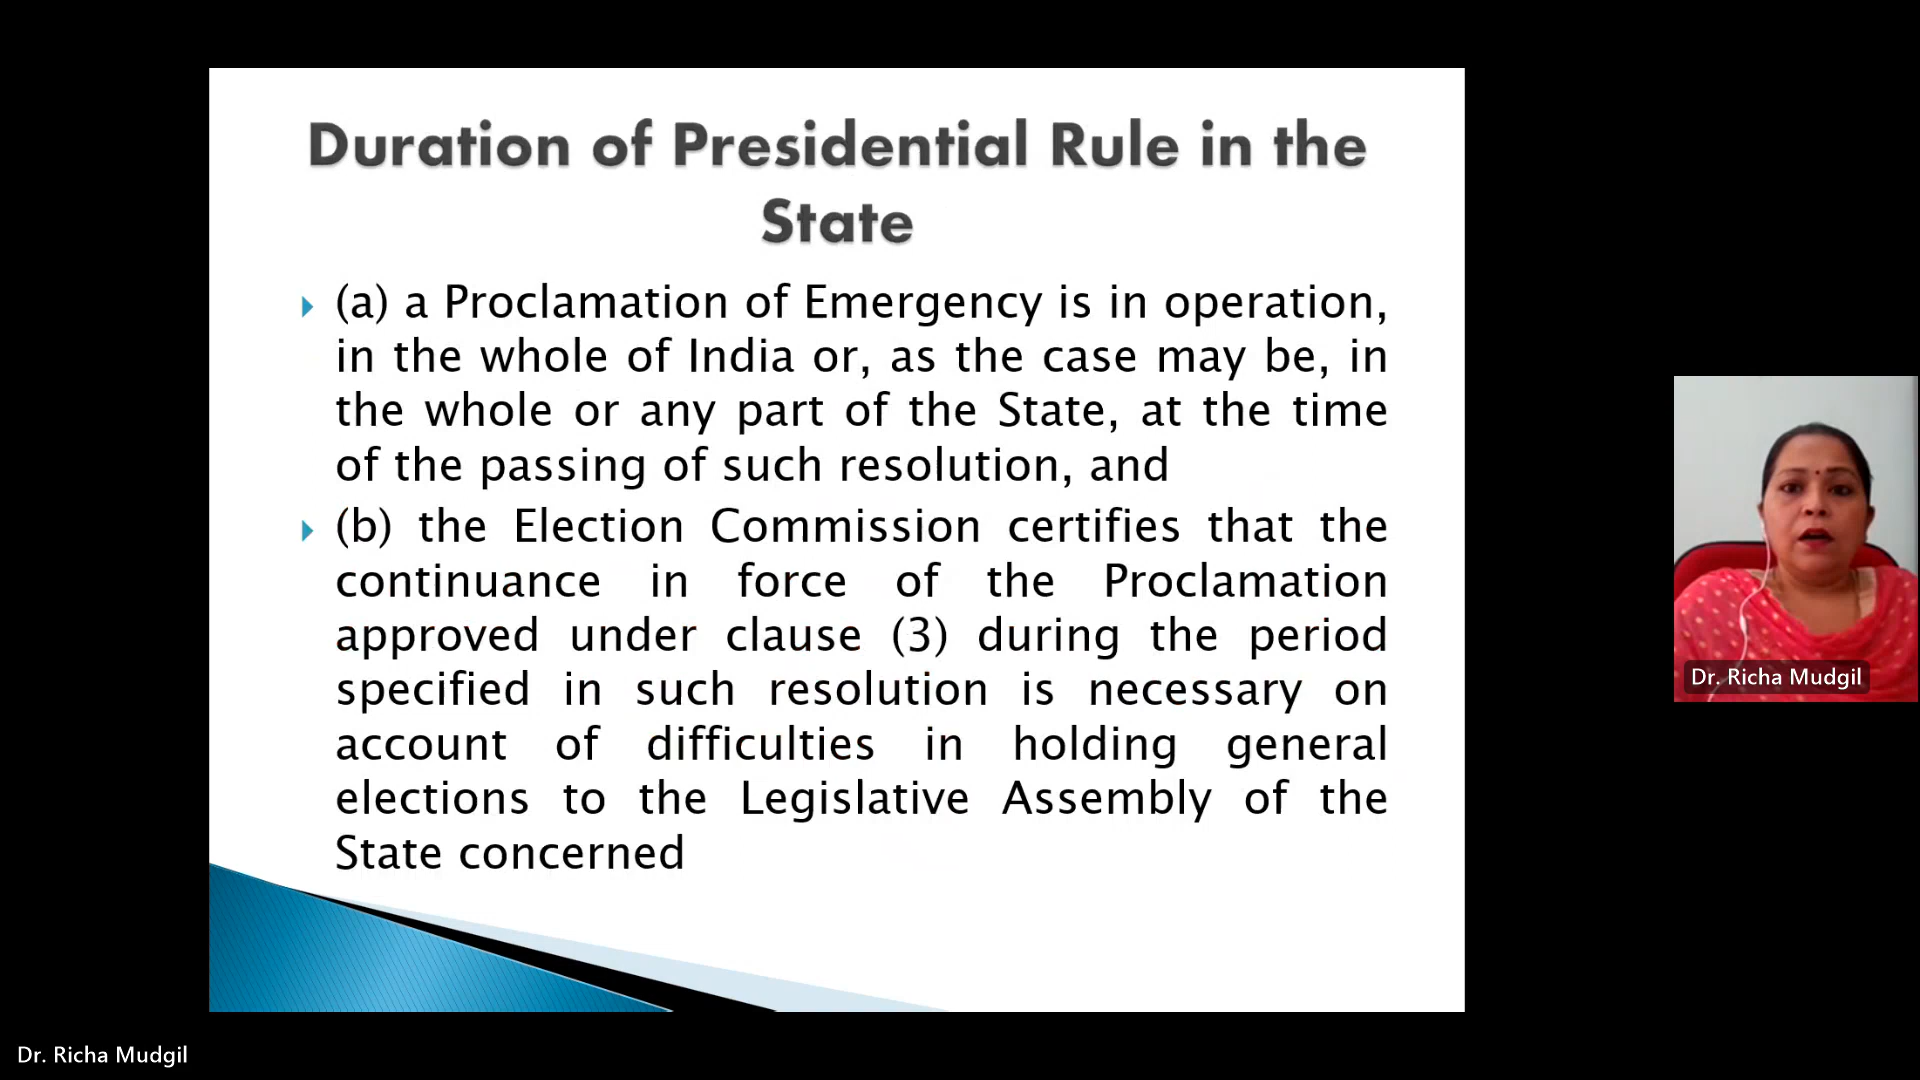 Duration of Presidential Rule in the
State
(a) a Proclamation of Emergency is in operation,
in the whole of India or, as the case may be, in
the whole or any part of the State, at the time
of the passing of such resolution, and
(b) the Election Commission certifies that the
continuance in force of the Proclamation
approved under clause (3) during the period
specified in such resolution is necessary on
account of difficulties in holding general
elections to the Legislative Assembly of the
State concerned
Dr. Richa Mudgil
Dr. Richa Mudgil